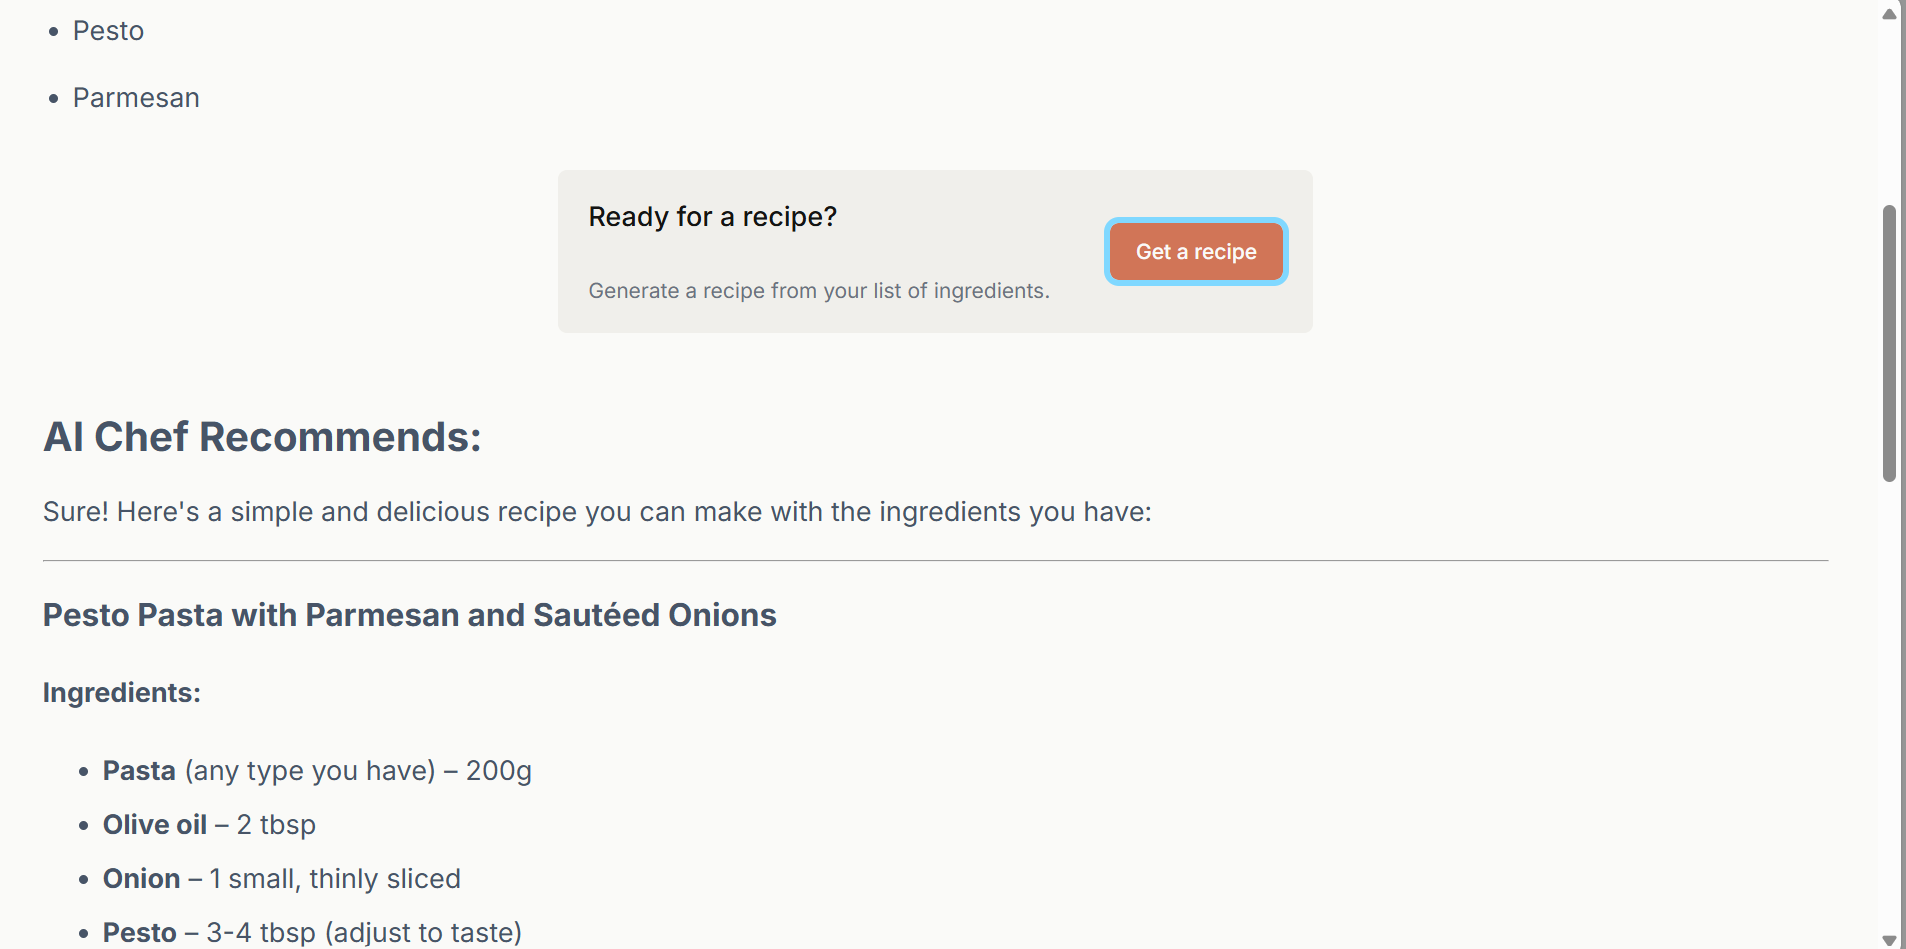 Pesto
Parmesan
Ready for a recipe?
Get a recipe
Generate a recipe from your list of ingredients.
AI Chef Recommends:
Sure! Here's a simple and delicious recipe you can make with the ingredients you have:
Pesto Pasta with Parmesan and Sautéed Onions
Ingredients:
Pasta (any type you have) – 200g
Olive oil – 2 tbsp
Onion – 1 small, thinly sliced
Pesto – 3-4 tbsp (adjust to taste)